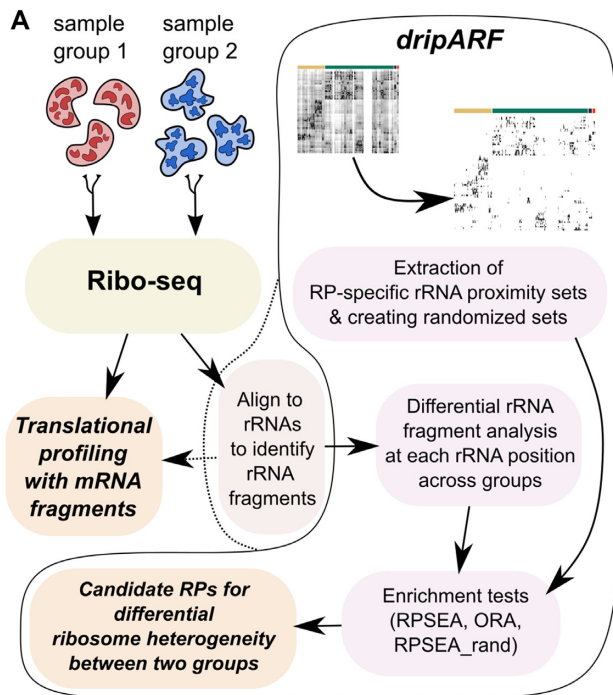 A
sample
group 1
sample
group 2
dripARF
Ribo-seq
Extraction of
RP-specific rRNA proximity sets
& creating randomized sets
Translational
profiling
with mRNA
fragments
Align to
rRNAs
to identify
rRNA
fragments
Differential rRNA
fragment analysis
at each rRNA position
across groups
Candidate RPs for
differential
ribosome heterogeneity
between two groups
Enrichment tests
(RPSEA, ORA,
RPSEA_rand)